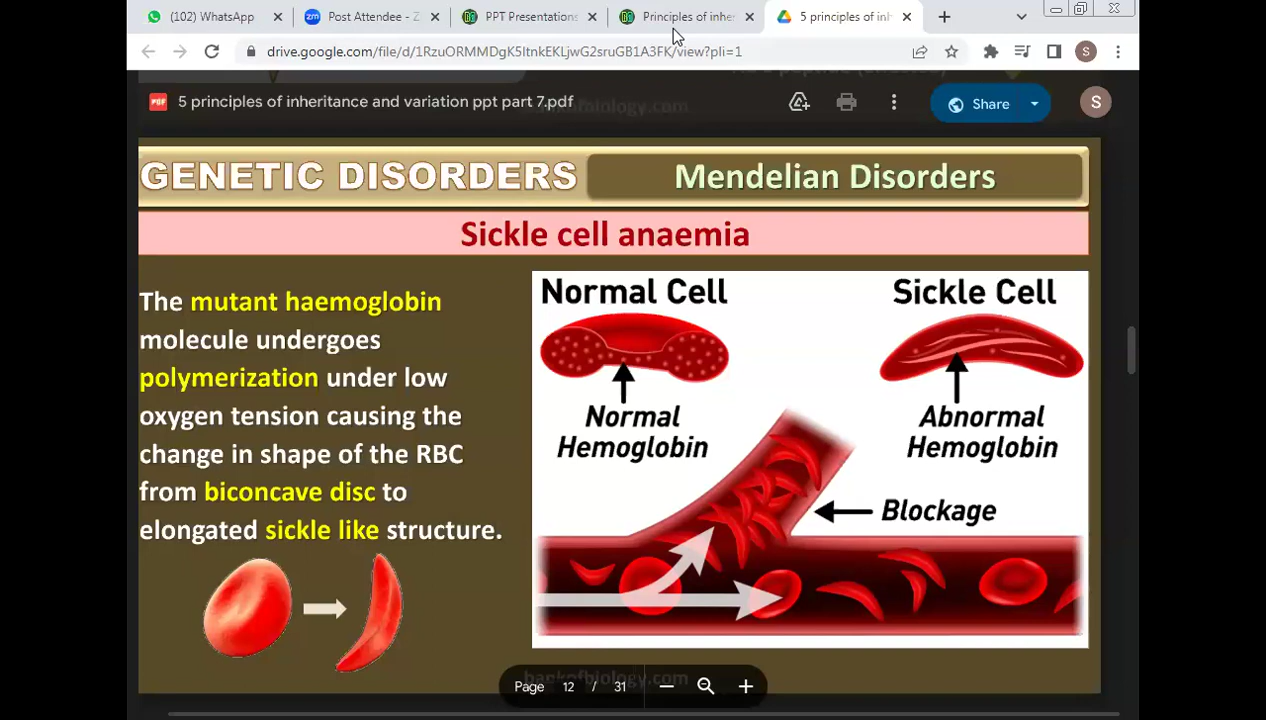 (102) WhatsApp
Post Attendee - Z
PPT Presentations
Principles of inher
5 principles of inh
drive.google.com/file/d/1RzuORMMDgK5ItnkEKLjwG2sruGB1A3FK/view?pli=1
S
PDF 5 principles of inheritance and variation ppt part 7.pdf
Share
S
GENETIC DISORDERS
Mendelian Disorders
Sickle cell anaemia
The mutant haemoglobin
molecule undergoes
polymerization under low
oxygen tension causing the
change in shape of the RBC
from biconcave disc to
elongated sickle like structure.
Normal Cell
Sickle Cell
Normal
Hemoglobin
Abnormal
Hemoglobin
Blockage
Page 12 / 31